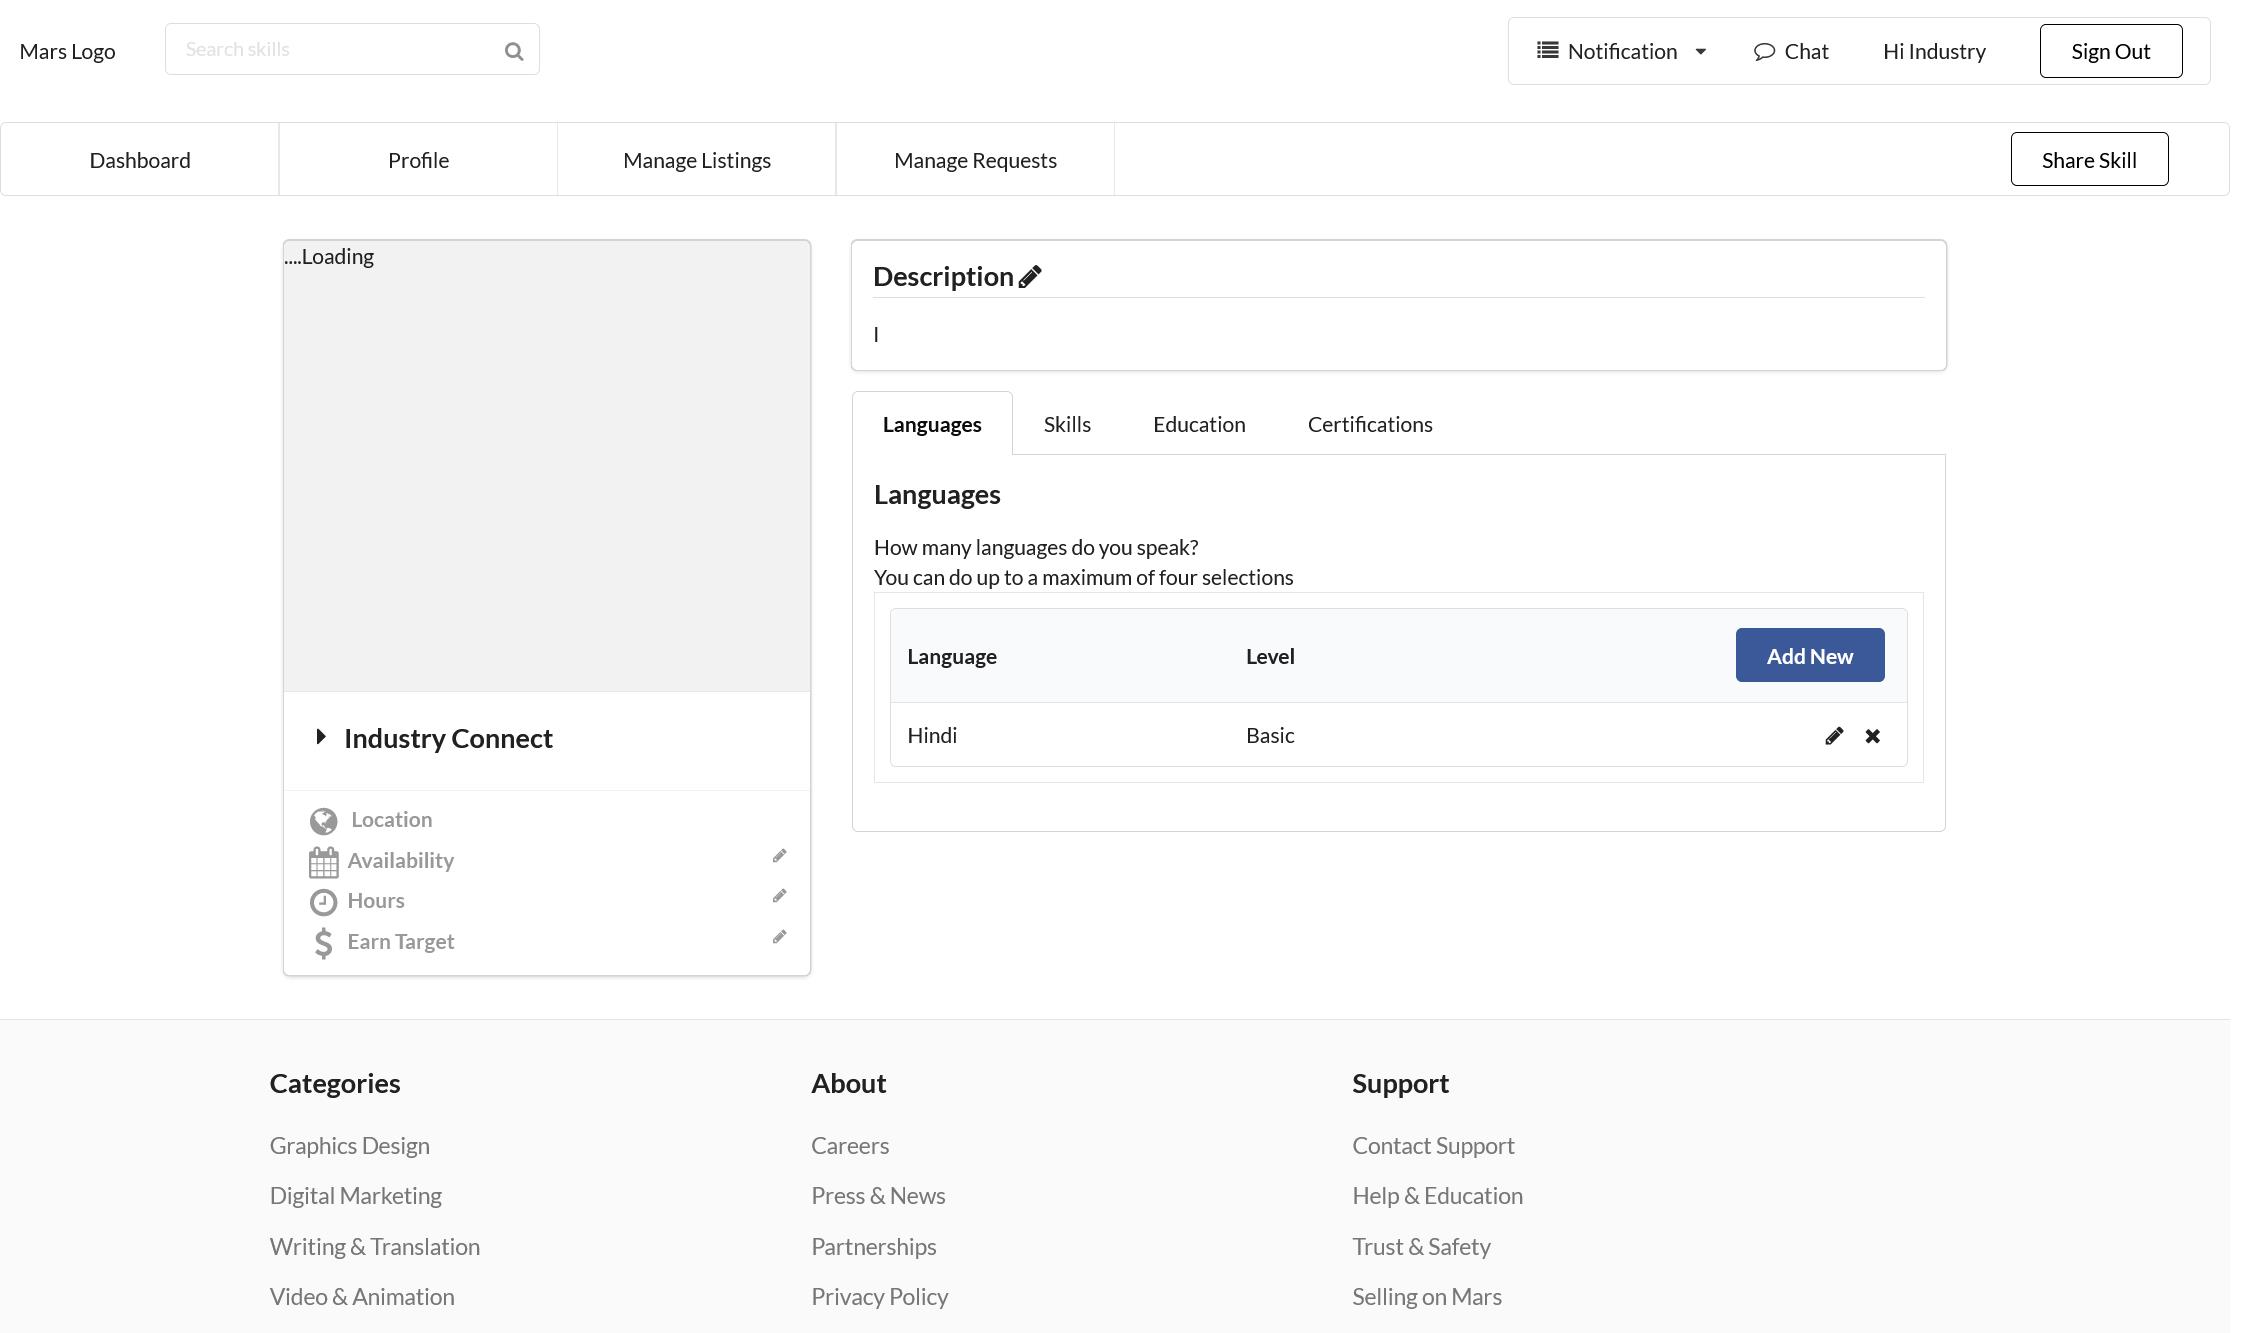 Mars Logo
Search skills
Notification
Chat
Hi Industry
Sign Out
Dashboard
Profile
Manage Listings
Manage Requests
Share Skill
....Loading
Industry Connect
Location
Availability
Hours
Earn Target
Description
I
Languages
Skills
Education
Certifications
Languages
How many languages do you speak?
You can do up to a maximum of four selections
Language
Level
Add New
Hindi
Basic
Categories
Graphics Design
Digital Marketing
Writing & Translation
Video & Animation
About
Careers
Press & News
Partnerships
Privacy Policy
Support
Contact Support
Help & Education
Trust & Safety
Selling on Mars